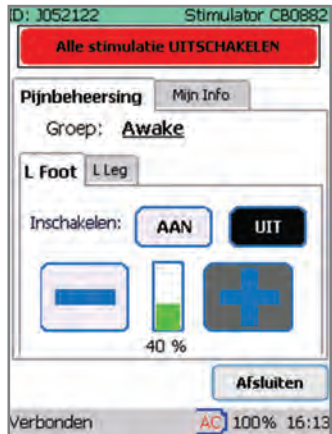 ID: J052122 Stimulator CB0882
Alle stimulatie UITSCHAKELEN
Pijnbeheersing Mijn Info
Groep: Awake
L Foot L Leg
Inschakelen: AAN UIT
40 %
Afsluiten
Verbonden AC 100% 16:13